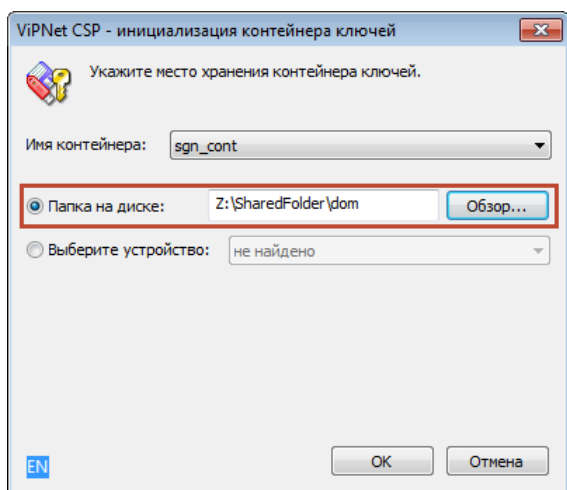 ViPNet CSP - инициализация контейнера ключей
Укажите место хранения контейнера ключей.
Имя контейнера: sgn_cont
Папка на диске: Z:\SharedFolder\dom Обзор...
Выберите устройство: не найдено
EN OK Отмена